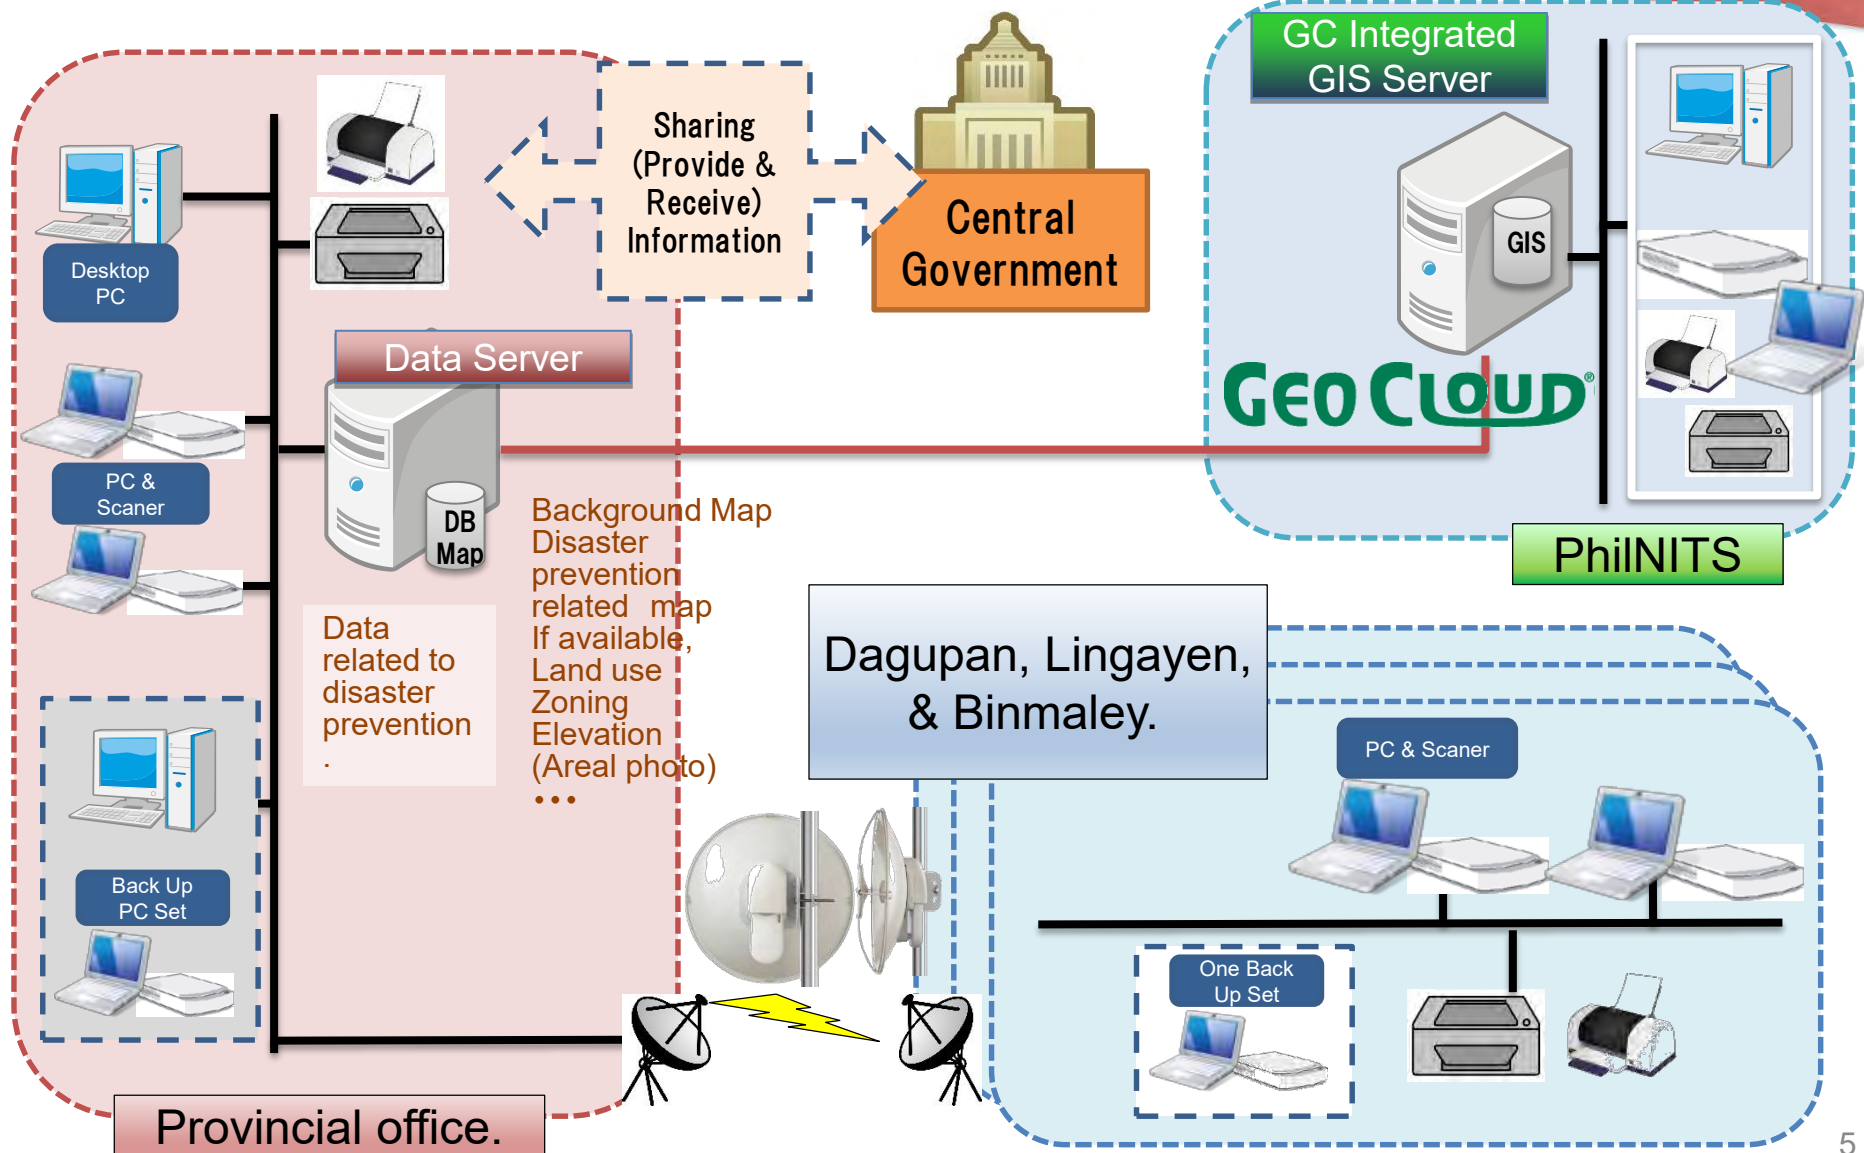 GC Integrated
GIS Server
Sharing
(Provide &
Receive)
Information
Central
Government
Desktop
PC
GIS
Data Server
GEO CLOUD®
PC &
Scaner
DB
Map
PhilNITS
Background Map
Disaster
prevention
related map
If available,
Land use
Zoning
Elevation
(Areal photo)
•••
Data
related to
disaster
prevention
.
Dagupan, Lingayen,
& Binmaley.
PC & Scaner
Back Up
PC Set
One Back
Up Set
Provincial office.
5